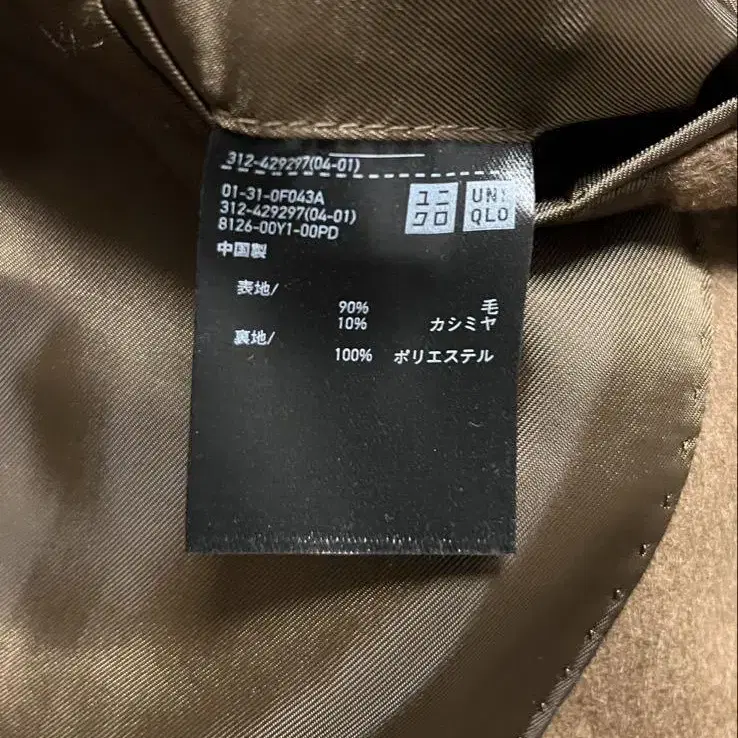 312-429297(04-01)
01-31-0F043A
312-429297(04-01)
8126-00Y1-00PD
ユニ
クロ
UNI
QLO
中国製
表地/
90% 毛
10% カシミヤ
裏地/
100% ポリエステル